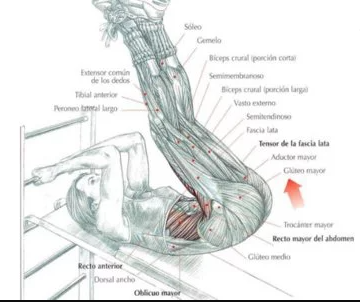 Sóleo
Gemelo
Bíceps crural (porción corta)
Extensor común
de los dedos
Semimembranoso
Tibial anterior
Bíceps crural (porción larga)
Peroneo lateral largo
Vasto externo
Semitendinoso
Fascia lata
Tensor de la fascia lata
Aductor mayor
Glúteo mayor
Trocánter mayor
Recto mayor del abdomen
Glúteo medio
Recto anterior
Dorsal ancho
Oblicuo mayor